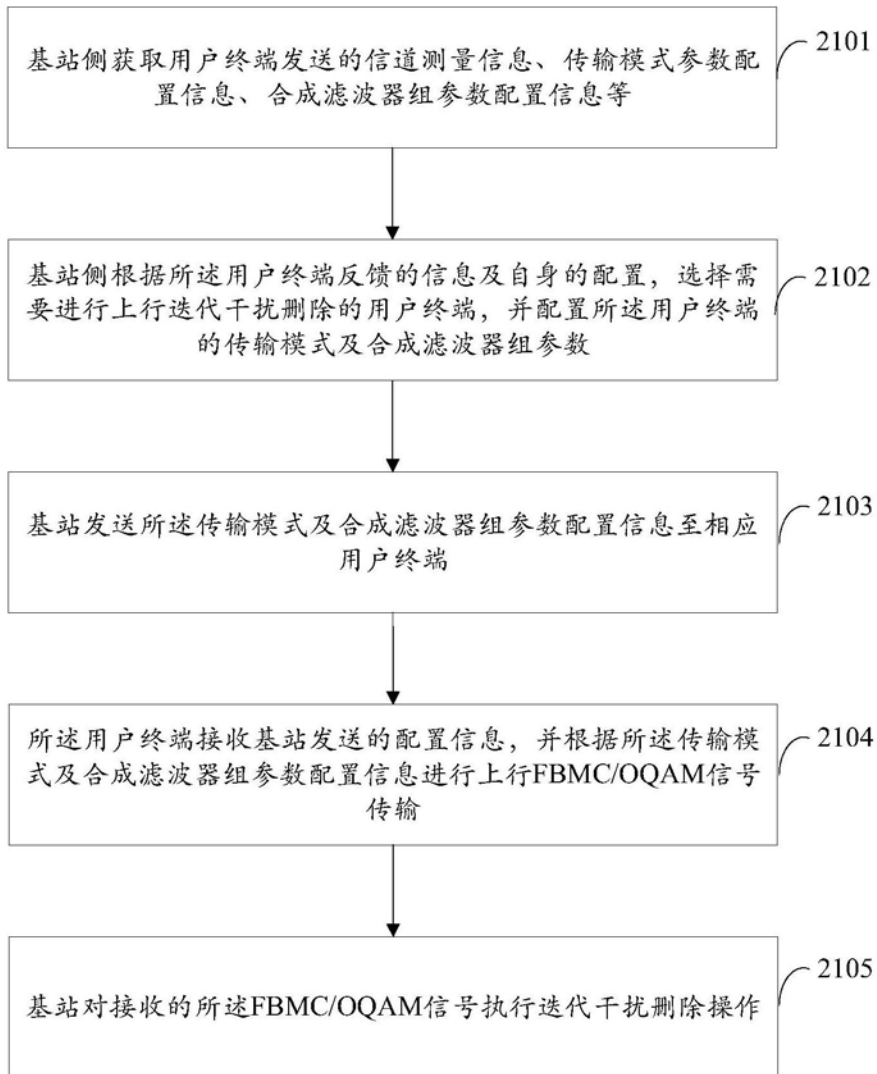 基站侧获取用户终端发送的信道测量信息、传输模式参数配
置信息、合成滤波器组参数配置信息等
2101
基站侧根据所述用户终端反馈的信息及自身的配置，选择需
要进行上行迭代干扰删除的用户终端，并配置所述用户终端
的传输模式及合成滤波器组参数
2102
基站发送所述传输模式及合成滤波器组参数配置信息至相应
用户终端
2103
所述用户终端接收基站发送的配置信息，并根据所述传输模
式及合成滤波器组参数配置信息进行上行FBMC/OQAM信号
传输
2104
基站对接收的所述FBMC/OQAM信号执行迭代干扰删除操作
2105